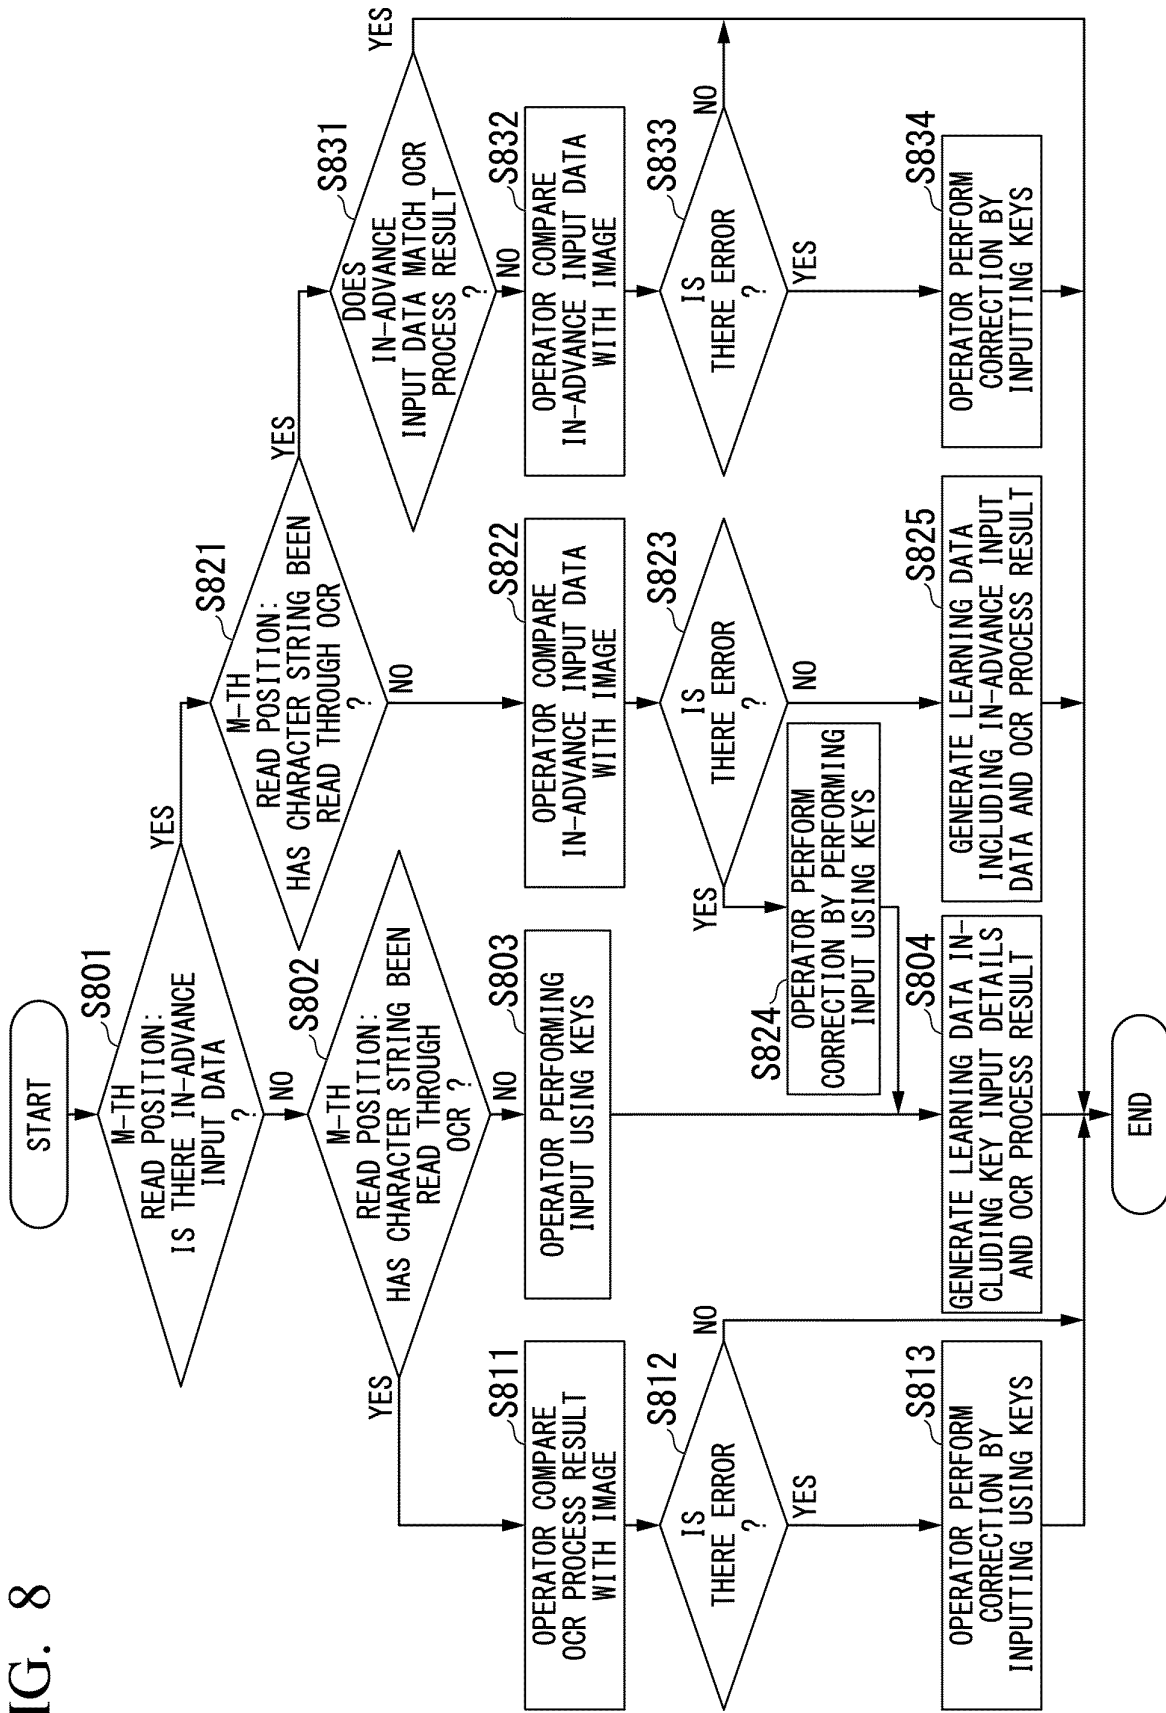 IG. 8
START
S801
M-TH
READ POSITION:
IS THERE IN-ADVANCE
INPUT DATA
?
YES
NO
S802
M-TH
READ POSITION:
HAS CHARACTER STRING BEEN
READ THROUGH
OCR ?
YES
NO
S821
M-TH
READ POSITION:
HAS CHARACTER STRING BEEN
READ THROUGH OCR
?
YES
NO
S831
DOES
IN-ADVANCE
INPUT DATA MATCH OCR
PROCESS RESULT
?
YES
NO
S811
OPERATOR COMPARE
OCR PROCESS RESULT
WITH IMAGE
S803
OPERATOR PERFORMING
INPUT USING KEYS
S822
OPERATOR COMPARE
IN-ADVANCE INPUT DATA
WITH IMAGE
S832
OPERATOR COMPARE
IN-ADVANCE INPUT DATA
WITH IMAGE
S812
IS
THERE ERROR
?
NO
YES
S823
IS
THERE ERROR
?
YES
NO
S833
IS
THERE ERROR
?
NO
YES
S824
OPERATOR PERFORM
CORRECTION BY PERFORMING
INPUT USING KEYS
S813
OPERATOR PERFORM
CORRECTION BY
INPUTTING USING KEYS
S804
GENERATE LEARNING DATA IN-
CLUDING KEY INPUT DETAILS
AND OCR PROCESS RESULT
S825
GENERATE LEARNING DATA
INCLUDING IN-ADVANCE INPUT
DATA AND OCR PROCESS RESULT
S834
OPERATOR PERFORM
CORRECTION BY
INPUTTING KEYS
END